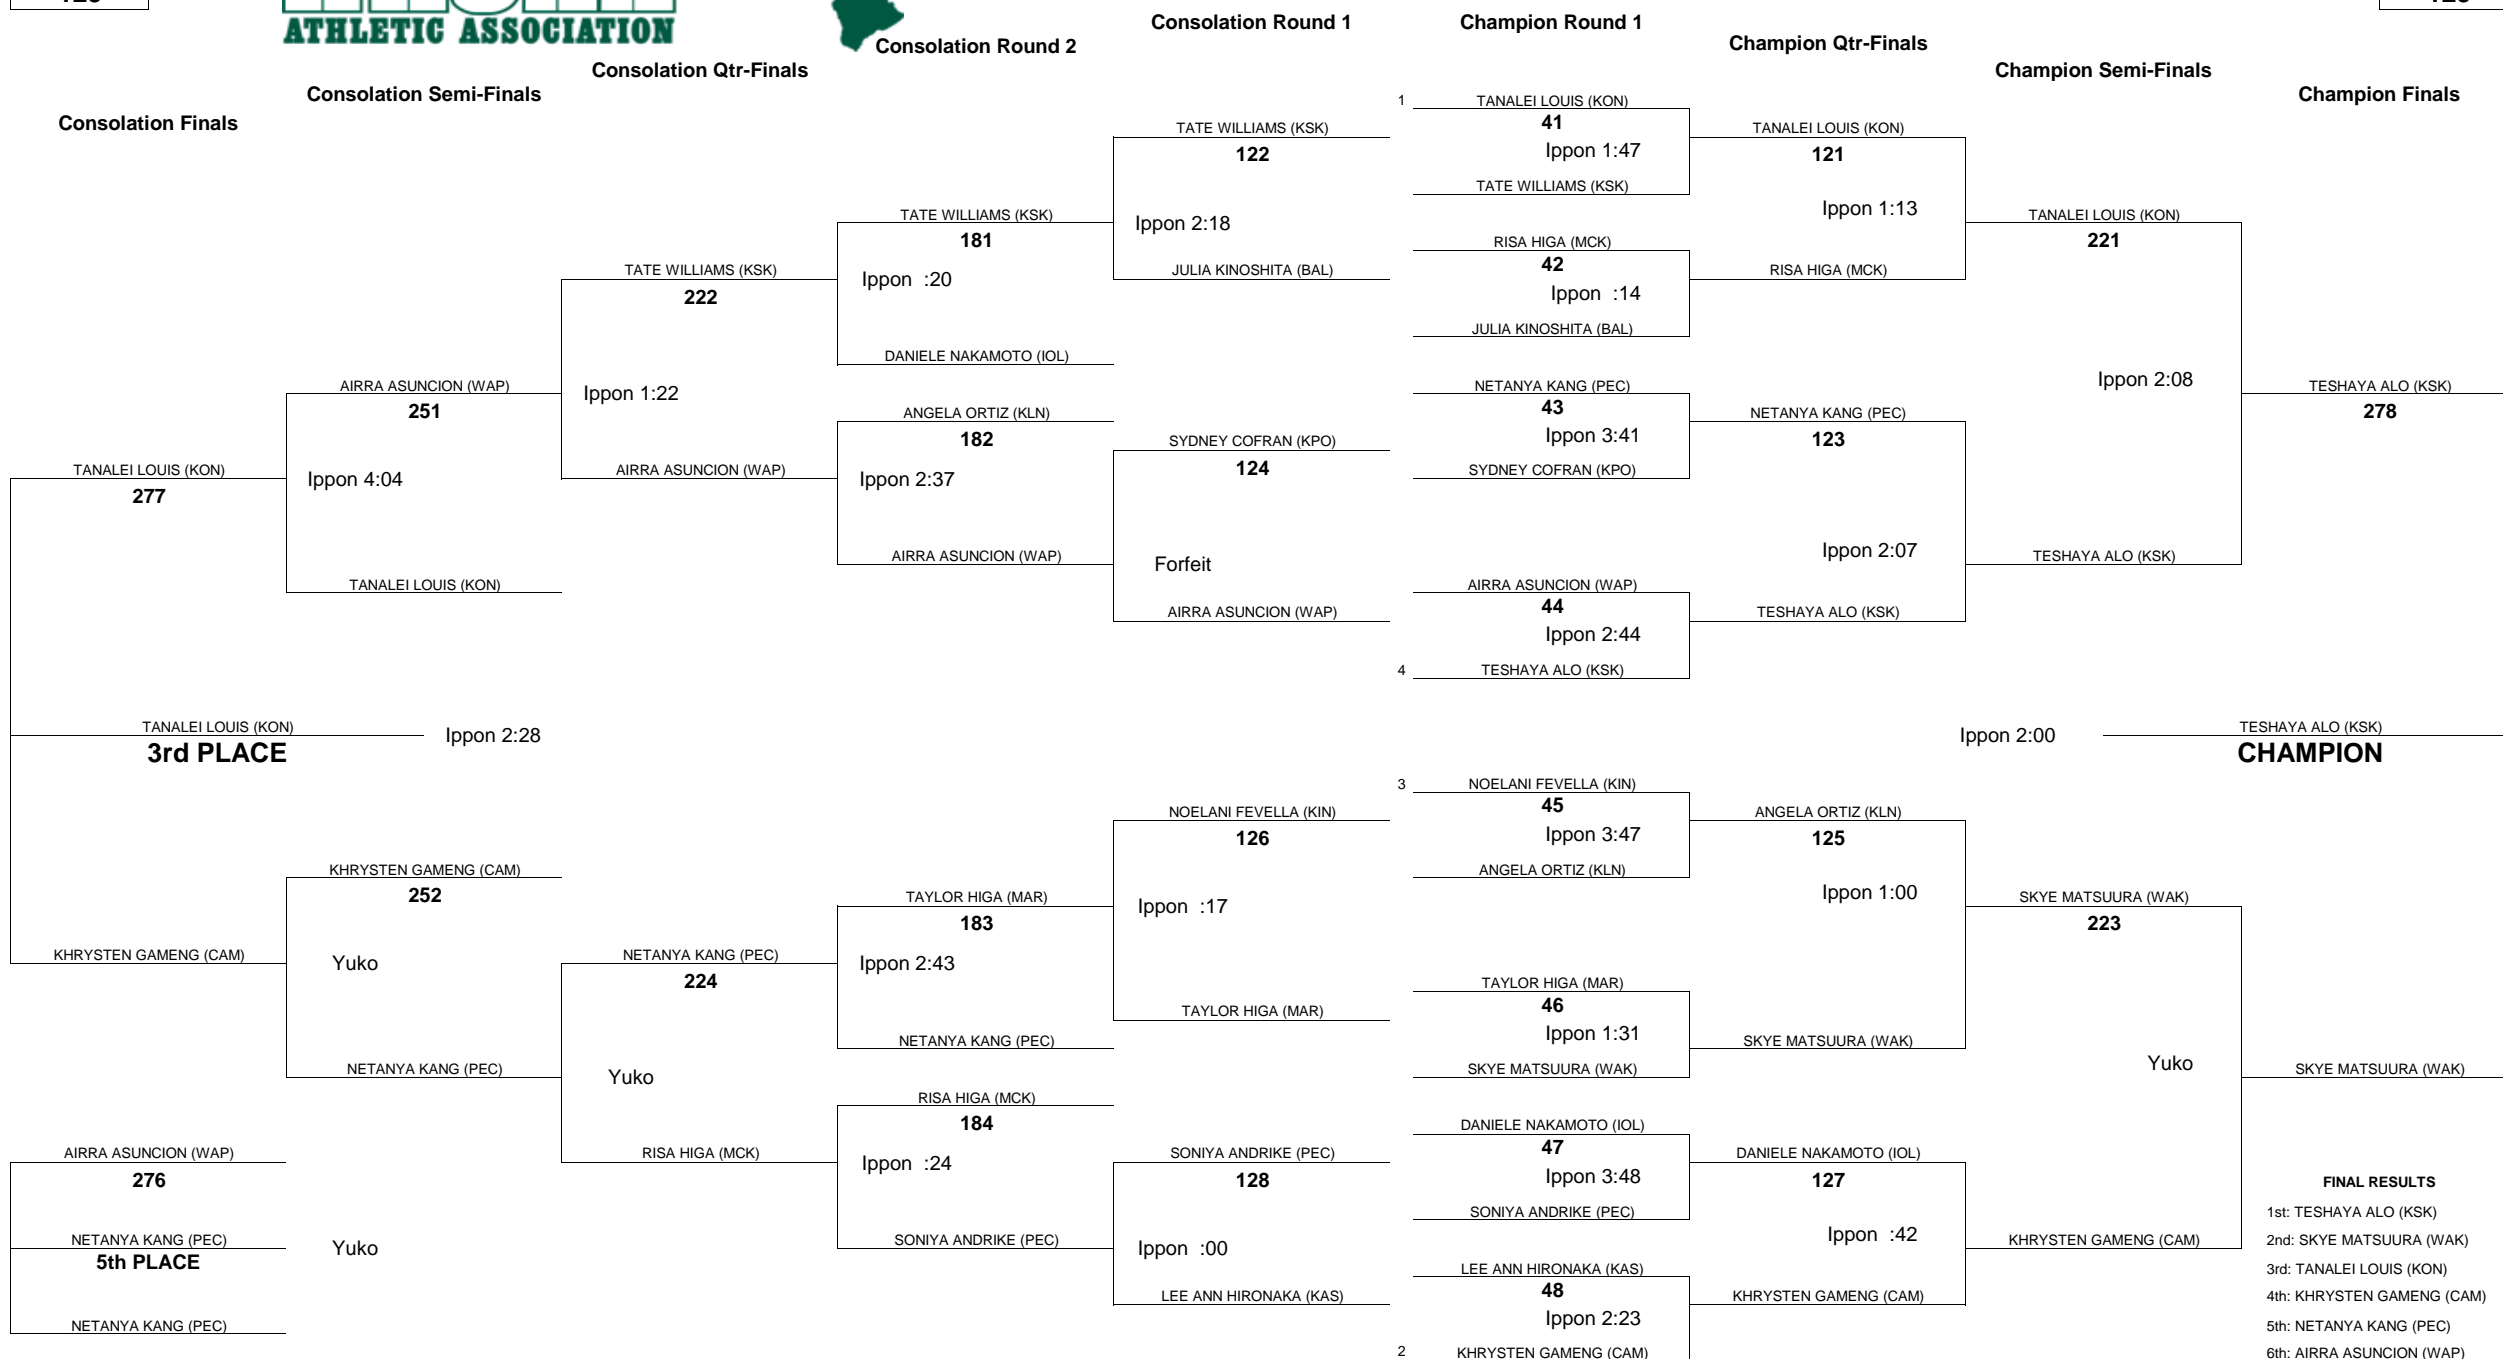 ATHLETIC ASSOCIATION
Consolation Round 1
Champion Round 1
Consolation Round 2
Champion Qtr-Finals
Consolation Qtr-Finals
Champion Semi-Finals
Consolation Semi-Finals
Champion Finals
Consolation Finals
1
TANALEI LOUIS (KON)
41
Ippon 1:47
TATE WILLIAMS (KSK)
RISA HIGA (MCK)
42
Ippon :14
JULIA KINOSHITA (BAL)
NETANYA KANG (PEC)
43
Ippon 3:41
SYDNEY COFRAN (KPO)
AIRRA ASUNCION (WAP)
44
Ippon 2:44
4
TESHAYA ALO (KSK)
3
NOELANI FEVELLA (KIN)
45
Ippon 3:47
ANGELA ORTIZ (KLN)
TAYLOR HIGA (MAR)
46
Ippon 1:31
SKYE MATSUURA (WAK)
DANIELE NAKAMOTO (IOL)
47
Ippon 3:48
SONIYA ANDRIKE (PEC)
LEE ANN HIRONAKA (KAS)
48
Ippon 2:23
2
KHRYSTEN GAMENG (CAM)
TANALEI LOUIS (KON)
121
Ippon 1:13
RISA HIGA (MCK)
NETANYA KANG (PEC)
123
Ippon 2:07
TESHAYA ALO (KSK)
ANGELA ORTIZ (KLN)
125
Ippon 1:00
SKYE MATSUURA (WAK)
DANIELE NAKAMOTO (IOL)
127
Ippon :42
KHRYSTEN GAMENG (CAM)
TANALEI LOUIS (KON)
221
Ippon 2:08
TESHAYA ALO (KSK)
SKYE MATSUURA (WAK)
223
Yuko
KHRYSTEN GAMENG (CAM)
TESHAYA ALO (KSK)
278
Ippon 2:00
TESHAYA ALO (KSK)
CHAMPION
SKYE MATSUURA (WAK)
TATE WILLIAMS (KSK)
122
Ippon 2:18
JULIA KINOSHITA (BAL)
SYDNEY COFRAN (KPO)
124
Forfeit
AIRRA ASUNCION (WAP)
NOELANI FEVELLA (KIN)
126
Ippon :17
TAYLOR HIGA (MAR)
SONIYA ANDRIKE (PEC)
128
Ippon :00
LEE ANN HIRONAKA (KAS)
TATE WILLIAMS (KSK)
181
Ippon :20
DANIELE NAKAMOTO (IOL)
ANGELA ORTIZ (KLN)
182
Ippon 2:37
AIRRA ASUNCION (WAP)
TAYLOR HIGA (MAR)
183
Ippon 2:43
NETANYA KANG (PEC)
RISA HIGA (MCK)
184
Ippon :24
SONIYA ANDRIKE (PEC)
TATE WILLIAMS (KSK)
222
Ippon 1:22
AIRRA ASUNCION (WAP)
NETANYA KANG (PEC)
224
Yuko
RISA HIGA (MCK)
AIRRA ASUNCION (WAP)
251
Ippon 4:04
TANALEI LOUIS (KON)
KHRYSTEN GAMENG (CAM)
252
Yuko
NETANYA KANG (PEC)
TANALEI LOUIS (KON)
277
TANALEI LOUIS (KON)
Ippon 2:28
3rd PLACE
KHRYSTEN GAMENG (CAM)
AIRRA ASUNCION (WAP)
276
NETANYA KANG (PEC)
Yuko
5th PLACE
NETANYA KANG (PEC)
FINAL RESULTS
1st: TESHAYA ALO (KSK)
2nd: SKYE MATSUURA (WAK)
3rd: TANALEI LOUIS (KON)
4th: KHRYSTEN GAMENG (CAM)
5th: NETANYA KANG (PEC)
6th: AIRRA ASUNCION (WAP)